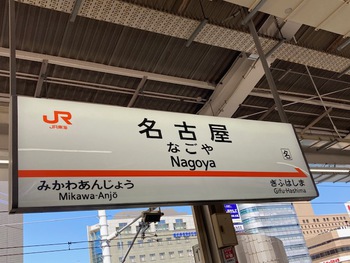 JR
JR東海
名古屋
なごや
Nagoya
名
みかわあんじょう
Mikawa-Anjō
ぎふはしま
Gifu-Hashima